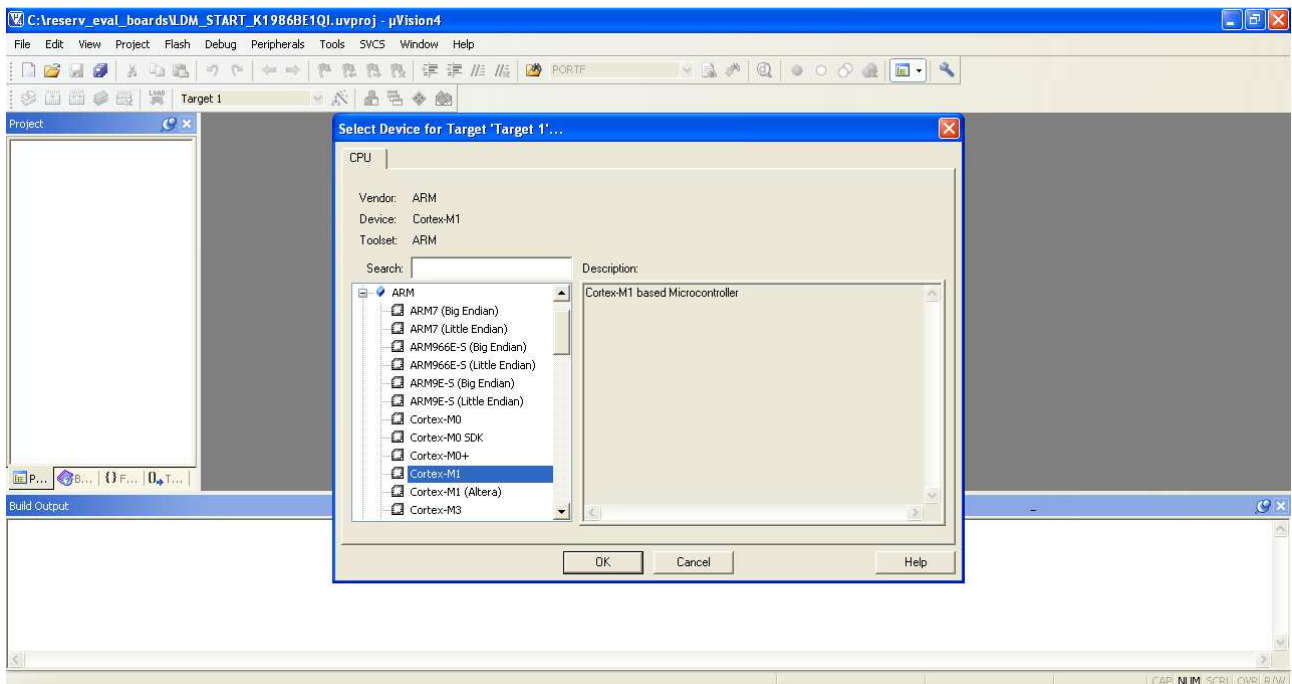 C:\reserv_eval_boards\LDM_START_K1986BE1QI.uvproj - µVision4
File Edit View Project Flash Debug Peripherals Tools SVCS Window Help
PORTF
LOAD Target 1
Project
Select Device for Target 'Target 1'...
CPU
Vendor: ARM
Device: Cortex-M1
Toolset: ARM
Search:
Description:
ARM
Cortex-M1 based Microcontroller
ARM7 (Big Endian)
ARM7 (Little Endian)
ARM966E-S (Big Endian)
ARM966E-S (Little Endian)
ARM9E-S (Big Endian)
ARM9E-S (Little Endian)
Cortex-M0
Cortex-M0 SDK
Cortex-M0+
Cortex-M1
Cortex-M1 (Altera)
Cortex-M3
P... B... {} F... 0 T...
Build Output
OK Cancel Help
CAP NUM SCRL OVR R/W